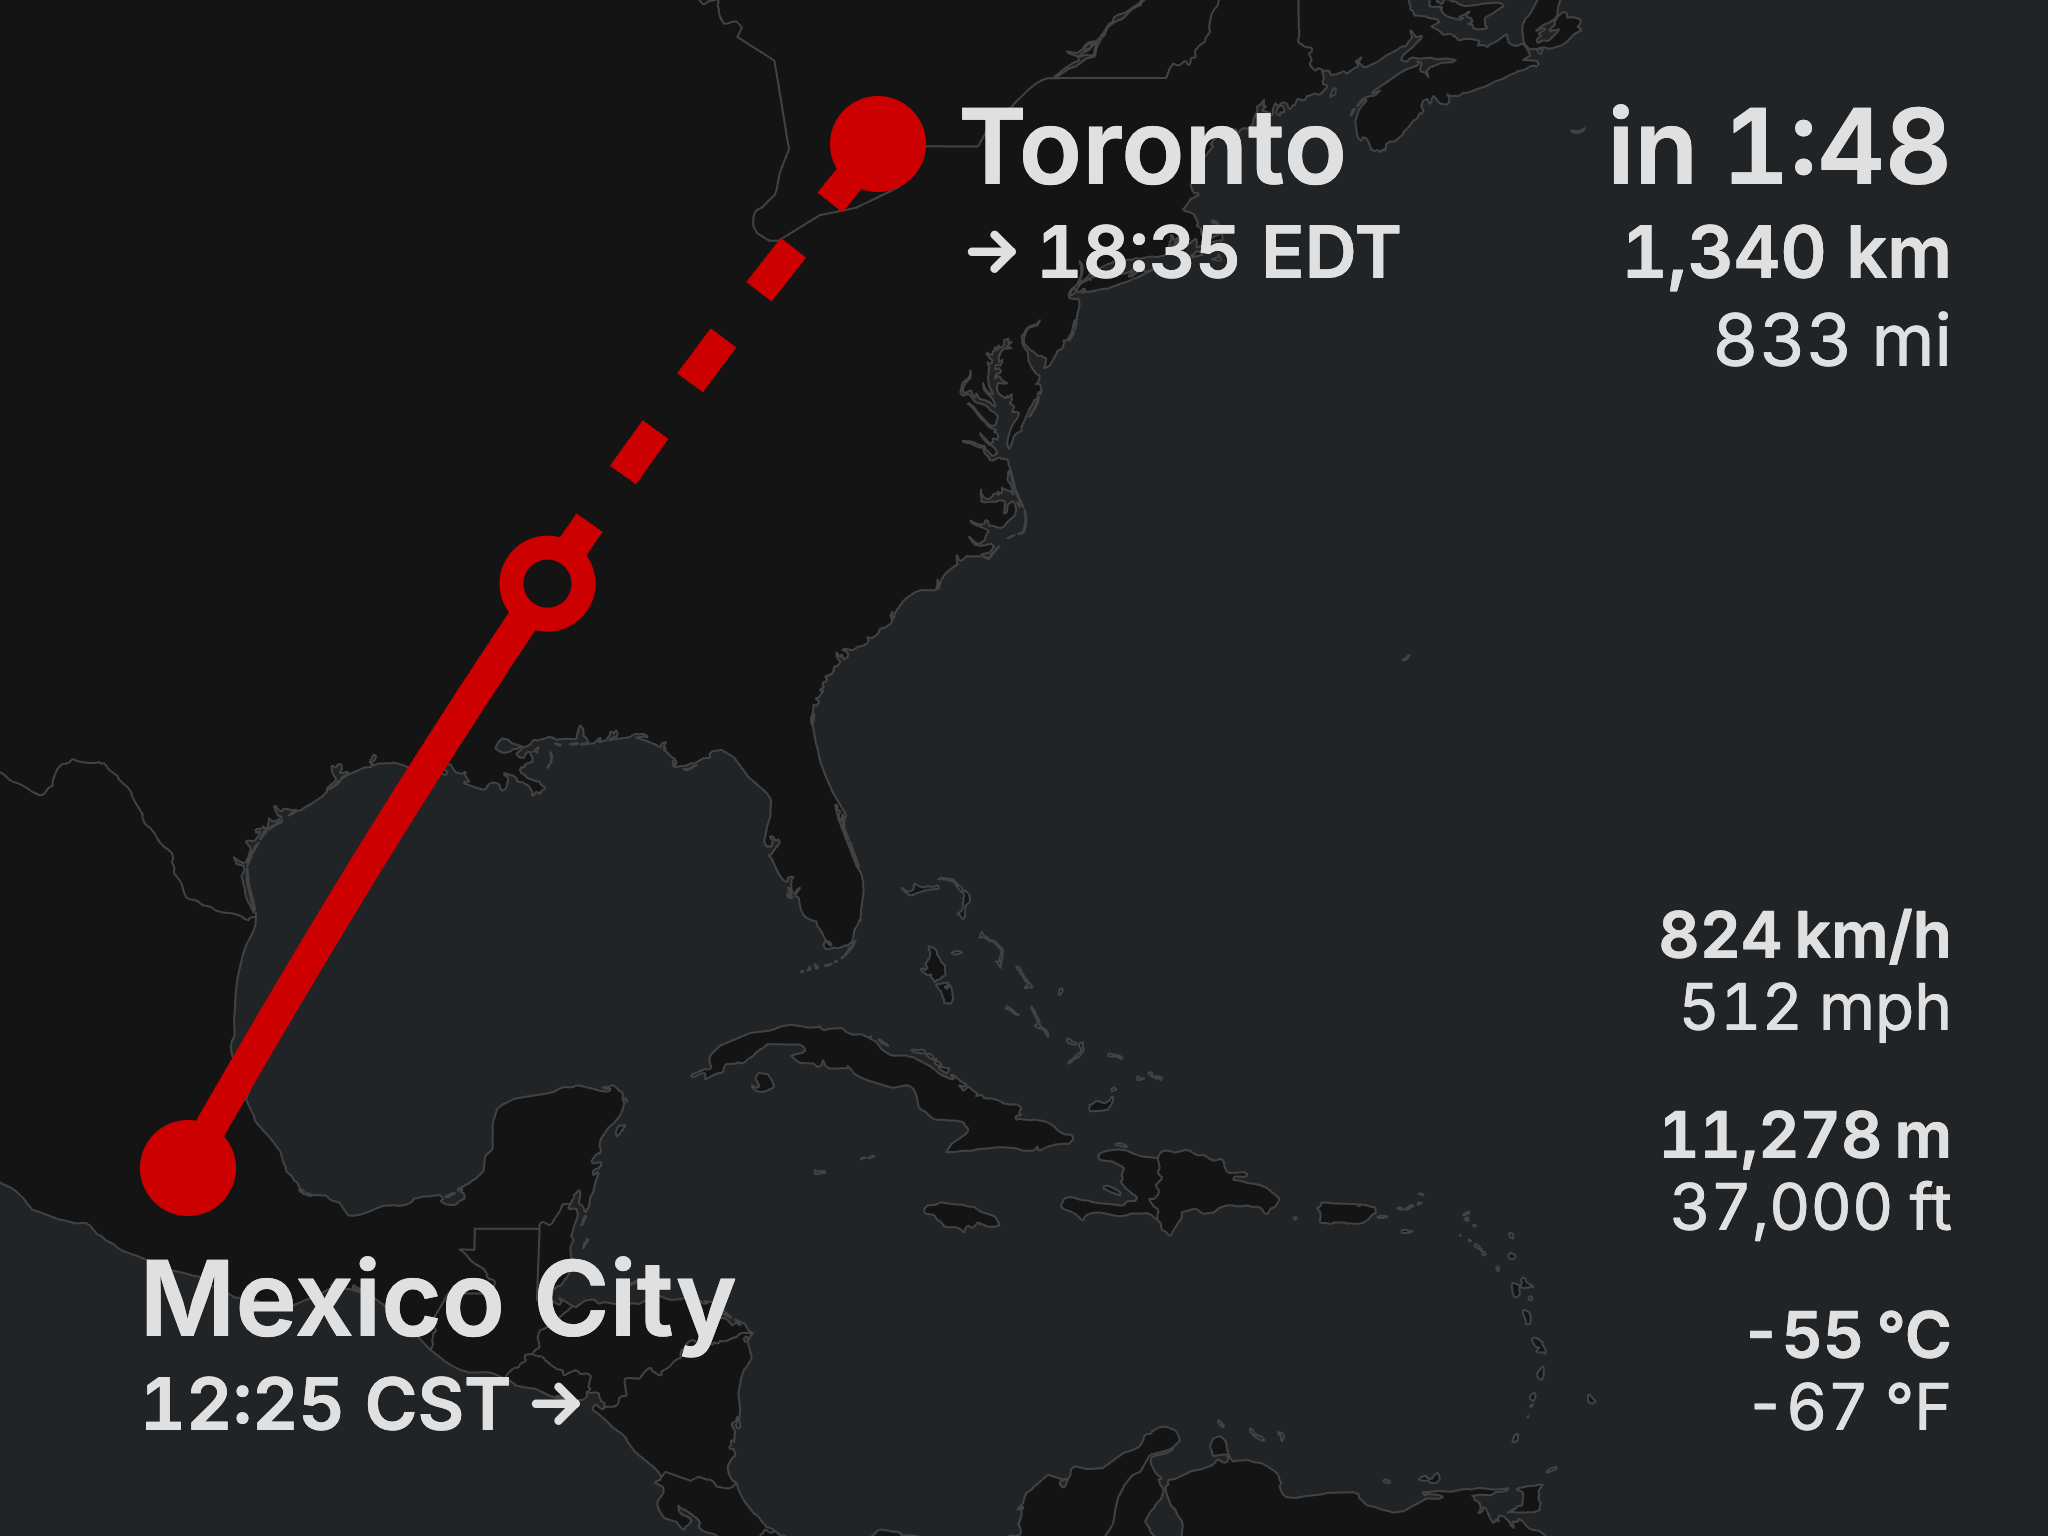 Toronto
→ 18:35 EDT
in 1:48
1,340 km
833 mi
824 km/h
512 mph
11,278 m
37,000 ft
-55 °C
-67 °F
Mexico City
12:25 CST →